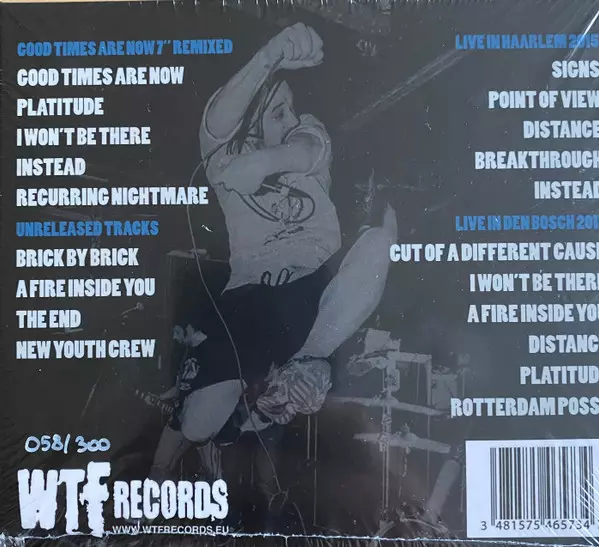 GOOD TIMES ARE NOW 7" REMIXED
GOOD TIMES ARE NOW
PLATITUDE
I WON'T BE THERE
INSTEAD
RECURRING NIGHTMARE
UNRELEASED TRACKS
BRICK BY BRICK
A FIRE INSIDE YOU
THE END
NEW YOUTH CREW
LIVE IN HAARLEM 2015
SIGNS
POINT OF VIEW
DISTANCE
BREAKTHROUGH
INSTEAD
LIVE IN DEN BOSCH 201
CUT OF A DIFFERENT CAUSE
I WON'T BE THERE
A FIRE INSIDE YOU
DISTANC
PLATITUD
ROTTERDAM POSS
058/300
WTF RECORDS
WWW.WTFRECORDS.EU
3 481575 465734